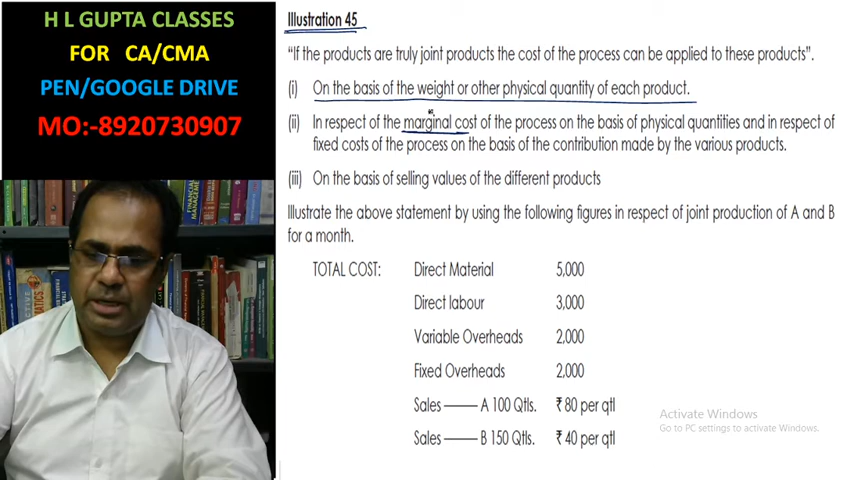 H L GUPTA CLASSES
FOR CA/CMA
PEN/GOOGLE DRIVE
MO:-8920730907
Illustration 45
“If the products are truly joint products the cost of the process can be applied to these products”.
(i) On the basis of the weight or other physical quantity of each product.
(ii) In respect of the marginal cost of the process on the basis of physical quantities and in respect of
fixed costs of the process on the basis of the contribution made by the various products.
(iii) On the basis of selling values of the different products
Illustrate the above statement by using the following figures in respect of joint production of A and B
for a month.
TOTAL COST: Direct Material 5,000
Direct labour 3,000
Variable Overheads 2,000
Fixed Overheads 2,000
Sales —— A 100 Qtls. ₹ 80 per qtl
Sales —— B 150 Qtls. ₹ 40 per qtl
Activate Windows
Go to PC settings to activate Windows.
FINANCIAL
MANAGEMENT